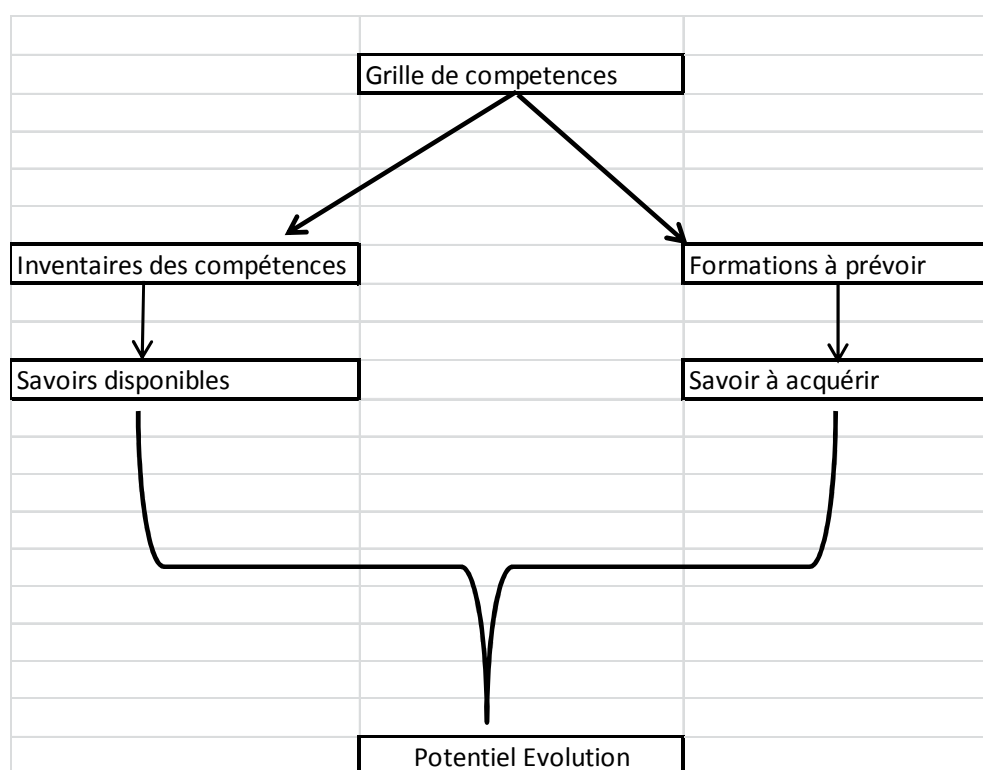 Grille de competences
Inventaires des compétences
Formations à prévoir
Savoirs disponibles
Savoir à acquérir
Potentiel Evolution